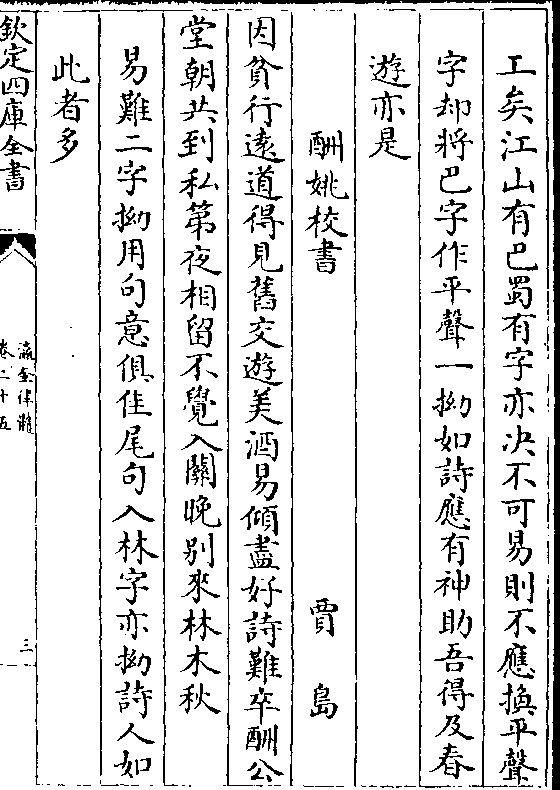 工矣江山有巴蜀有字亦决不可易則不應換平聲
字却將巴字作平聲一拗如詩應有神助吾得及春
遊亦是
酬姚校書　賈島
因貧行遠道得見舊交遊美酒易傾盡好詩難卒酬公
堂朝共到私第夜相留不覺入關晚别來林木秋
易難二字拗用句意俱佳尾句入林字亦拗詩人如
此者多
欽定四庫全書
瀛奎律髓
卷二十五
三